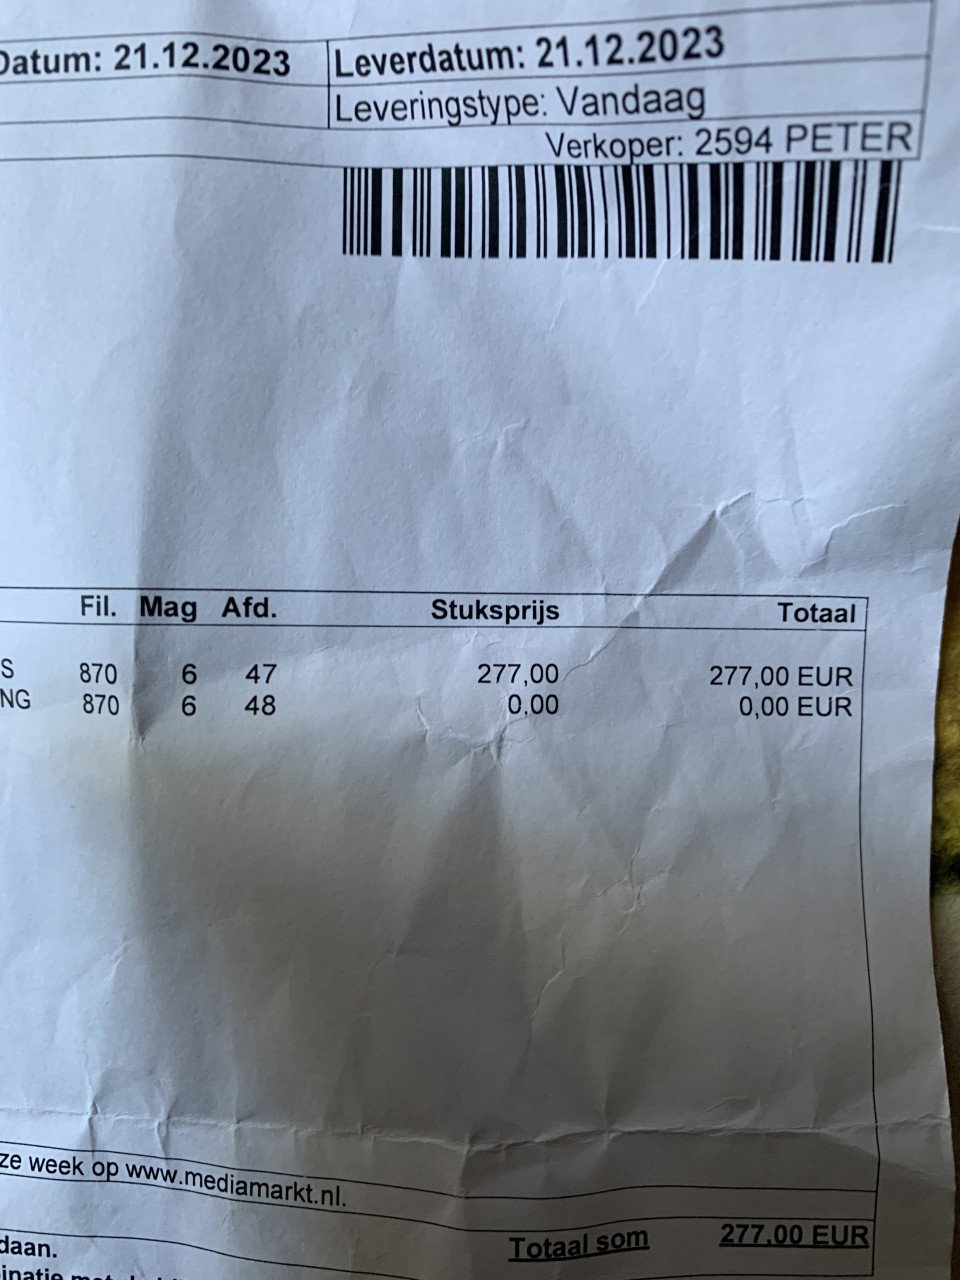 Datum: 21.12.2023 Leverdatum: 21.12.2023
Leveringstype: Vandaag
Verkoper: 2594 PETER
Fil. Mag Afd. Stuksprijs Totaal
S 870 6 47 277,00 277,00 EUR
NG 870 6 48 0,00 0,00 EUR
ze week op www.mediamarkt.nl.
Totaal som 277,00 EUR
daan.